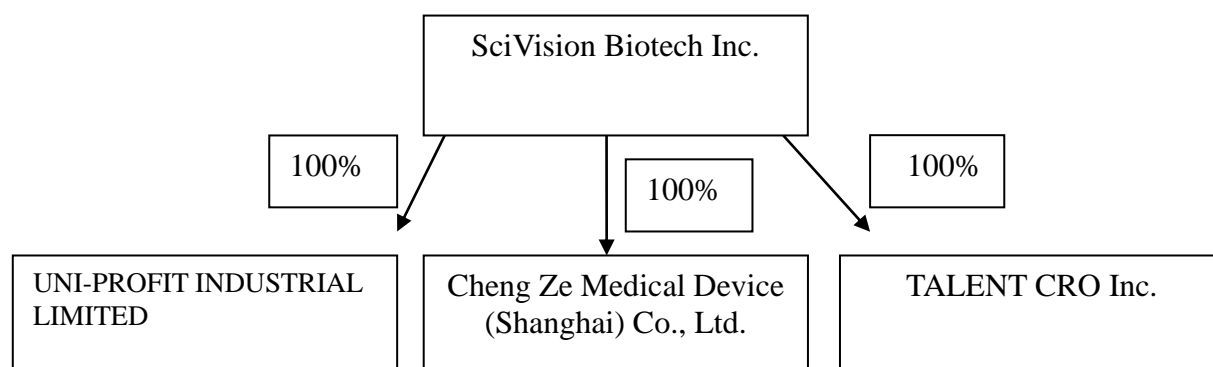 SciVision Biotech Inc.
100%
100%
100%
UNI-PROFIT INDUSTRIAL
LIMITED
Cheng Ze Medical Device
(Shanghai) Co., Ltd.
TALENT CRO Inc.